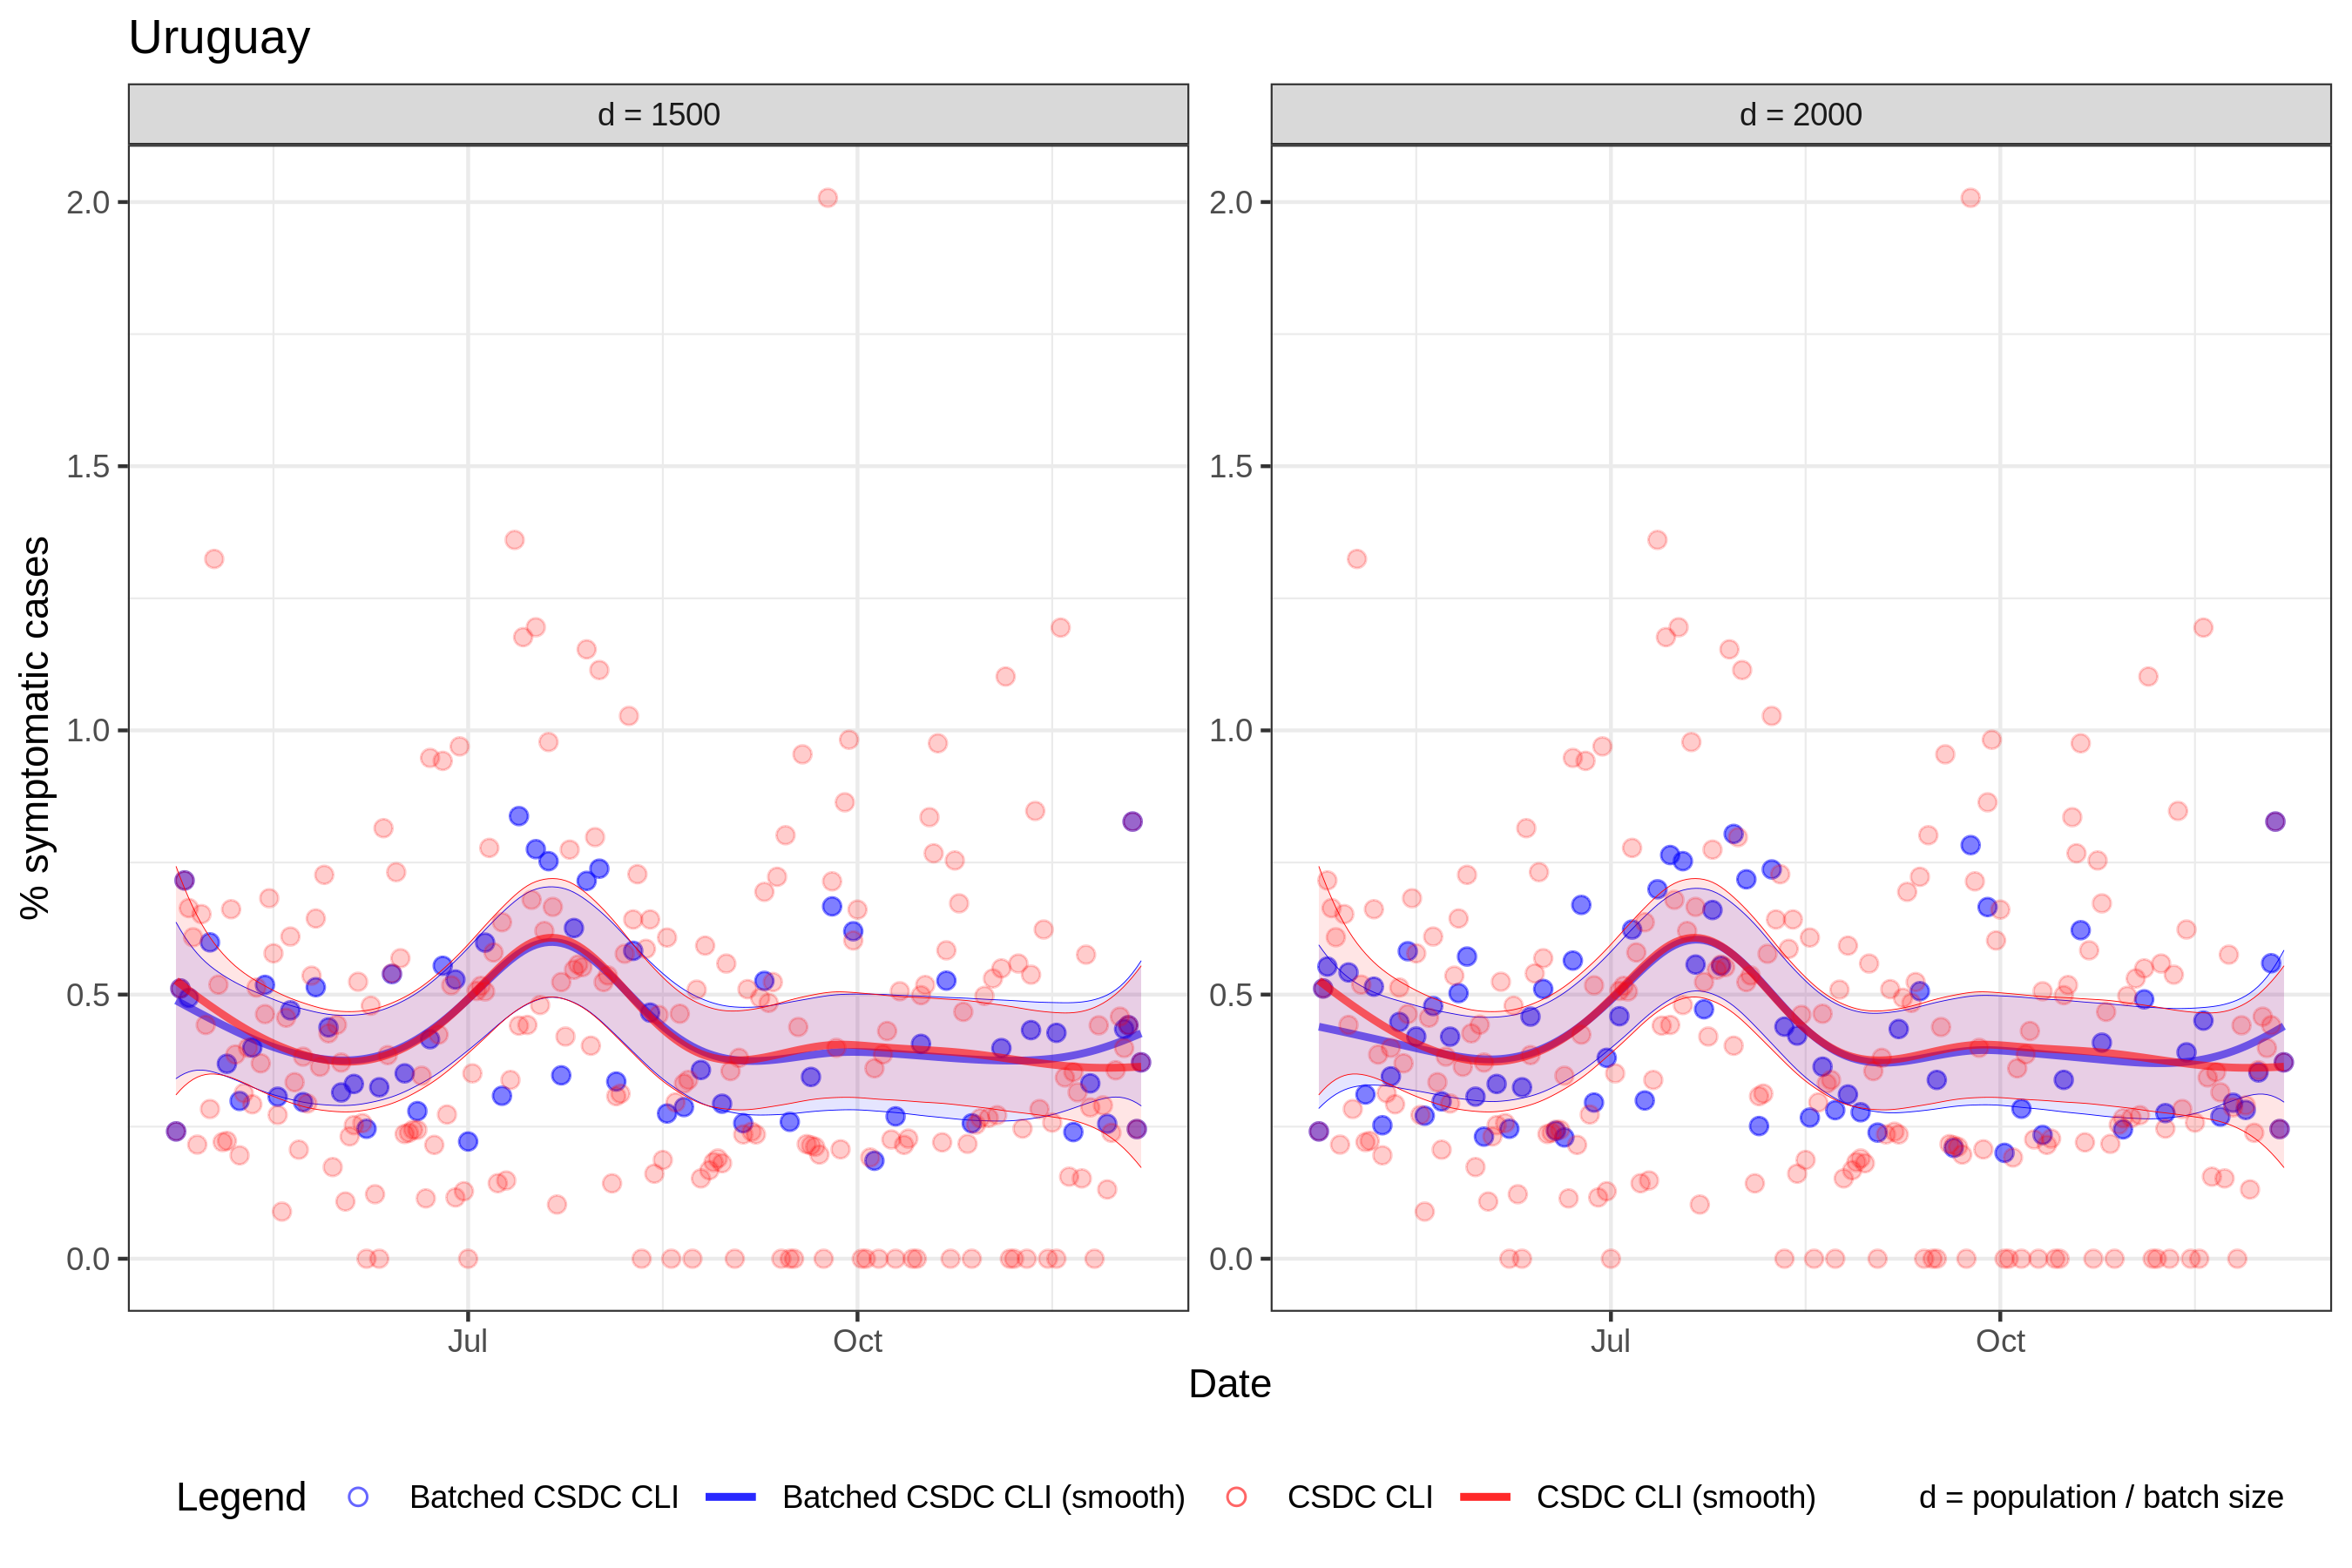 Uruguay
d = 1500
d = 2000
2.0
1.5
1.0
0.5
0.0
2.0
1.5
1.0
0.5
0.0
% symptomatic cases
Jul
Oct
Jul
Oct
Date
Legend
Batched CSDC CLI
Batched CSDC CLI (smooth)
CSDC CLI
CSDC CLI (smooth)
d = population / batch size